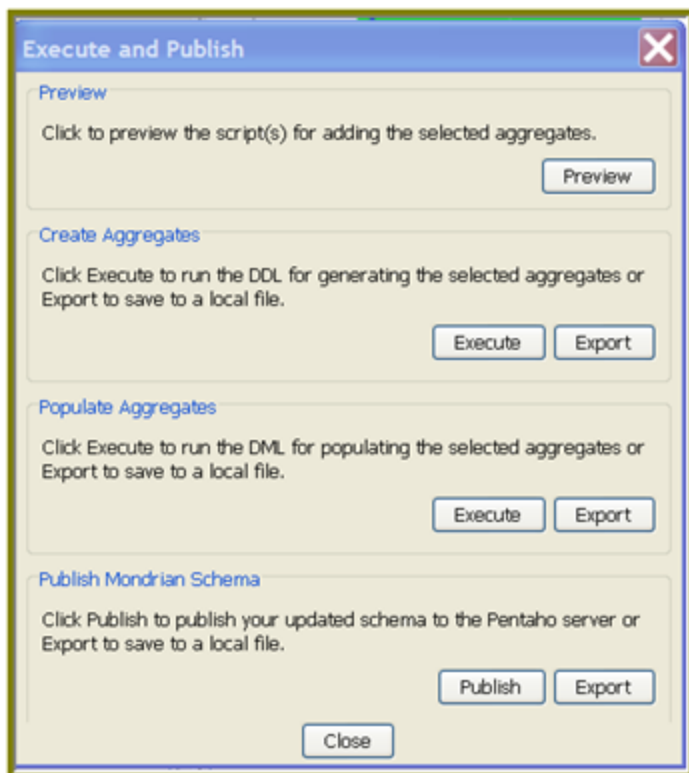 Execute and Publish
Preview
Click to preview the script(s) for adding the selected aggregates.
Preview
Create Aggregates
Click Execute to run the DDL for generating the selected aggregates or
Export to save to a local file.
Execute Export
Populate Aggregates
Click Execute to run the DML for populating the selected aggregates or
Export to save to a local file.
Execute Export
Publish Mondrian Schema
Click Publish to publish your updated schema to the Pentaho server or
Export to save to a local file.
Publish Export
Close